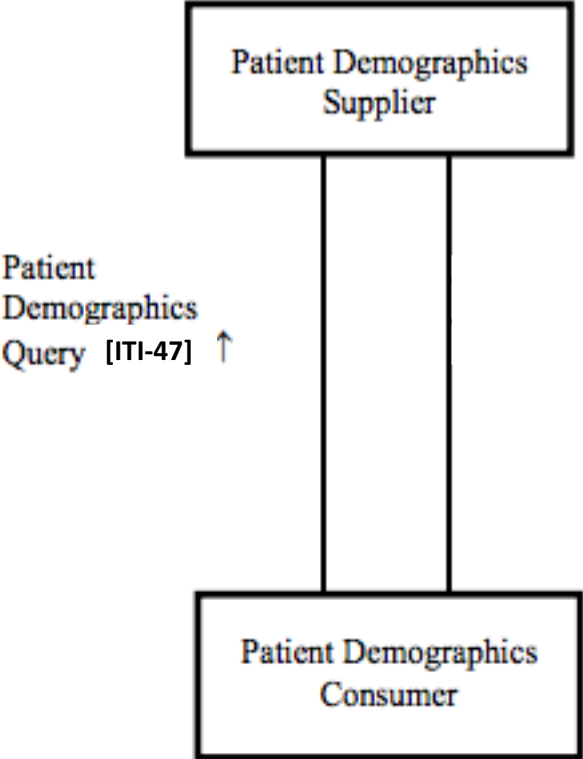 Patient Demographics
Supplier
Patient
Demographics
Query [ITI-47] ↑
Patient Demographics
Consumer